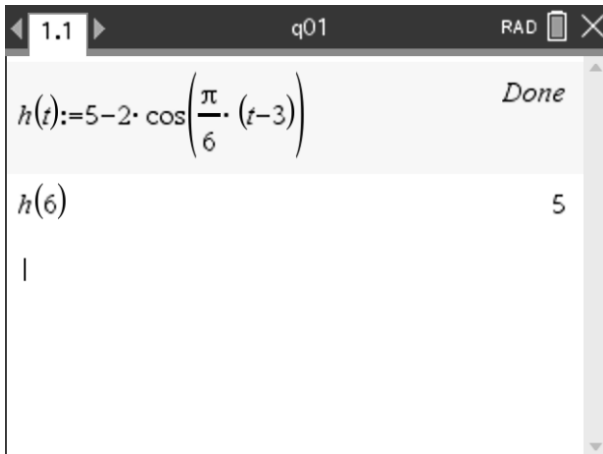 1.1 q01 RAD
h(t):=5-2· cos(π/6· (t-3)) Done
h(6) 5